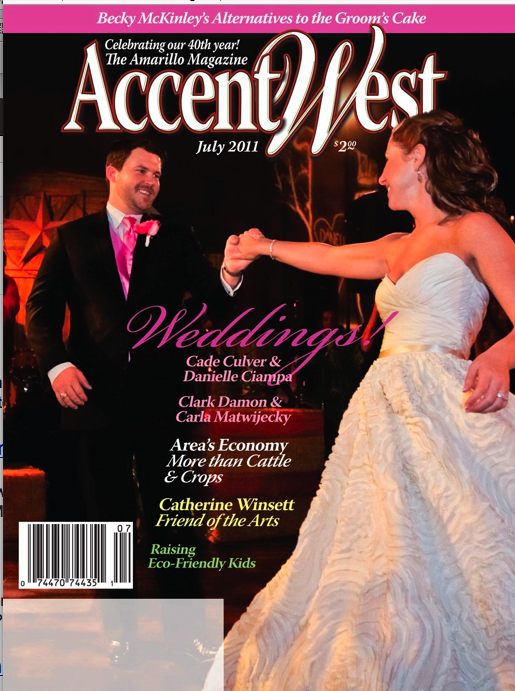 Becky McKinley's Alternatives to the Groom's Cake
Celebrating our 40th year!
The Amarillo Magazine
AccentWest
July 2011
$2.00
Weddings!
Cade Culver &
Danielle Ciampa
Clark Damon &
Carla Matwijecky
Area's Economy
More than Cattle
& Crops
Catherine Winsett
Friend of the Arts
Raising
Eco-Friendly Kids
07
0 74470 74435 1